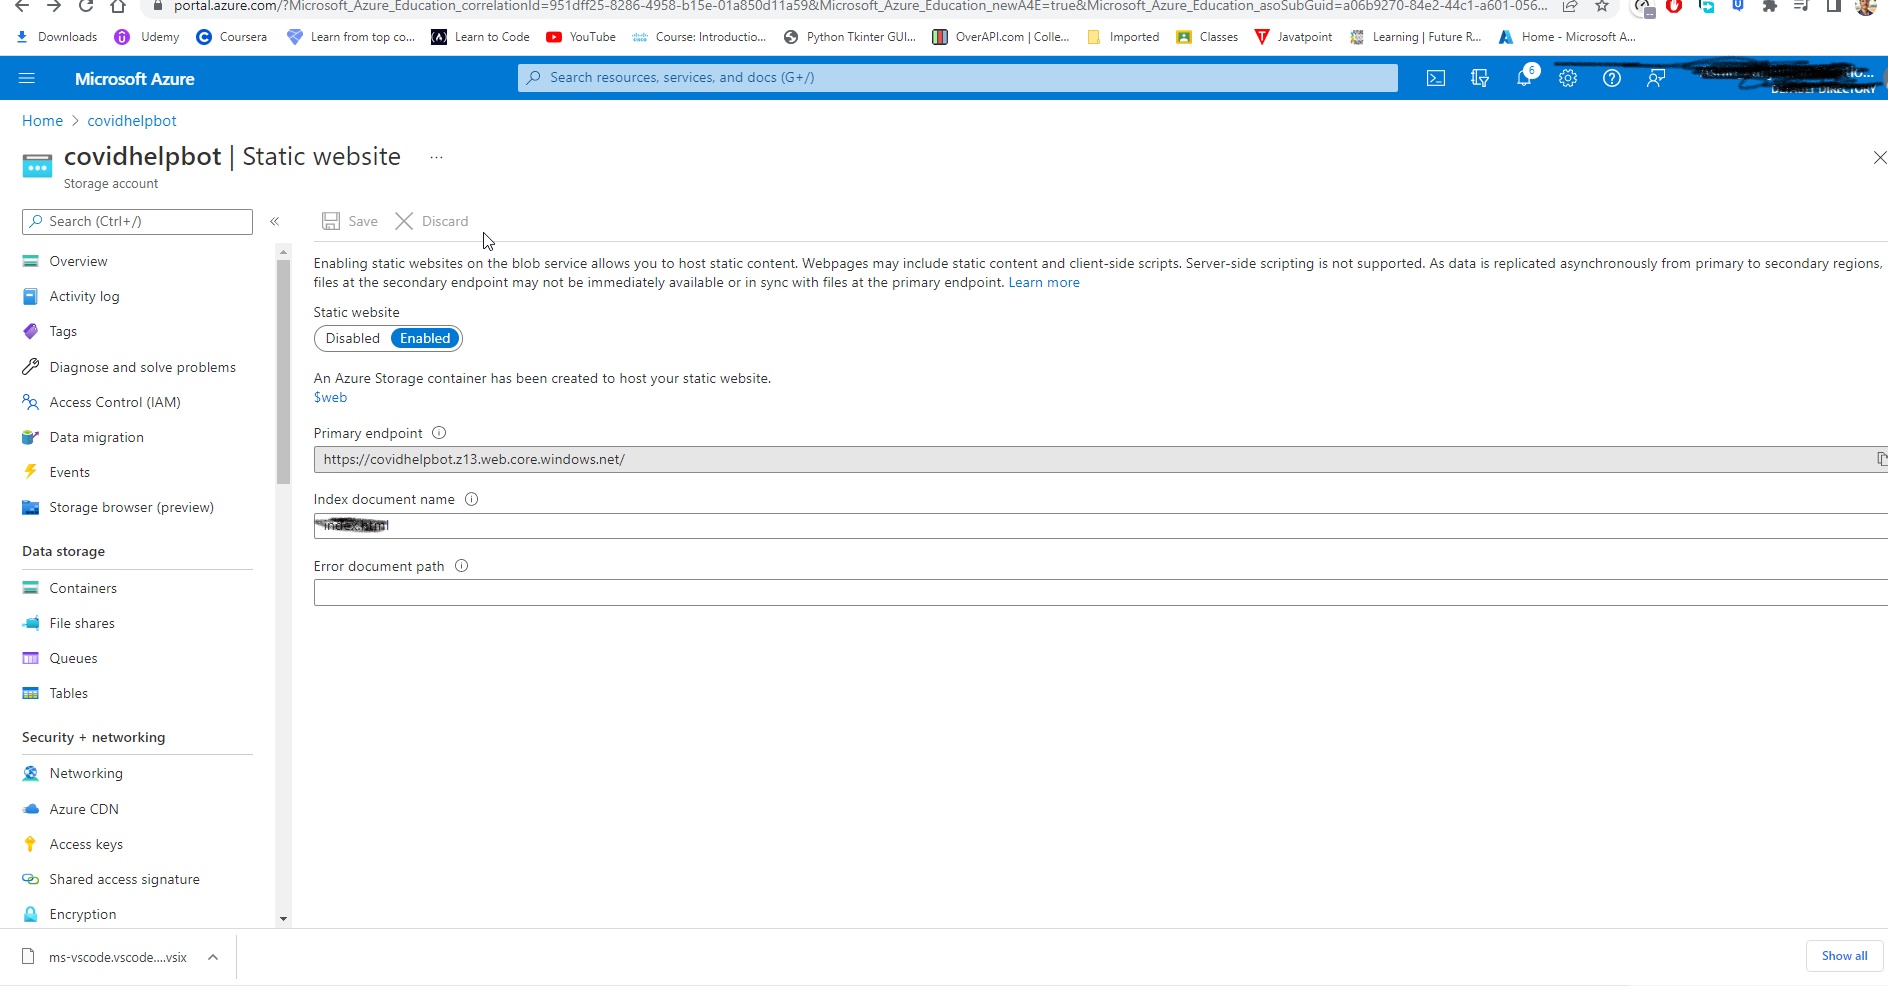 portal.azure.com/?Microsoft_Azure_Education_correlationId=951dff25-8286-4958-b15e-01a850d11a59&Microsoft_Azure_Education_newA4E=true&Microsoft_Azure_Education_asoSubGuid=a06b9270-84e2-44c1-a601-056...
Downloads Udemy Coursera Learn from top co... Learn to Code YouTube Course: Introductio... Python Tkinter GUI... OverAPI.com | Colle... Imported Classes Javatpoint Learning | Future R... Home - Microsoft A...
Microsoft Azure
Search resources, services, and docs (G+/)
6
DEFAULT DIRECTORY
Home > covidhelpbot
covidhelpbot | Static website ...
Storage account
Search (Ctrl+/) «
Save Discard
Overview
Activity log
Tags
Diagnose and solve problems
Access Control (IAM)
Data migration
Events
Storage browser (preview)
Data storage
Containers
File shares
Queues
Tables
Security + networking
Networking
Azure CDN
Access keys
Shared access signature
Encryption
Enabling static websites on the blob service allows you to host static content. Webpages may include static content and client-side scripts. Server-side scripting is not supported. As data is replicated asynchronously from primary to secondary regions,
files at the secondary endpoint may not be immediately available or in sync with files at the primary endpoint. Learn more
Static website
Disabled Enabled
An Azure Storage container has been created to host your static website.
$web
Primary endpoint
https://covidhelpbot.z13.web.core.windows.net/
Index document name
index.html
Error document path
ms-vscode.vscode....vsix
Show all